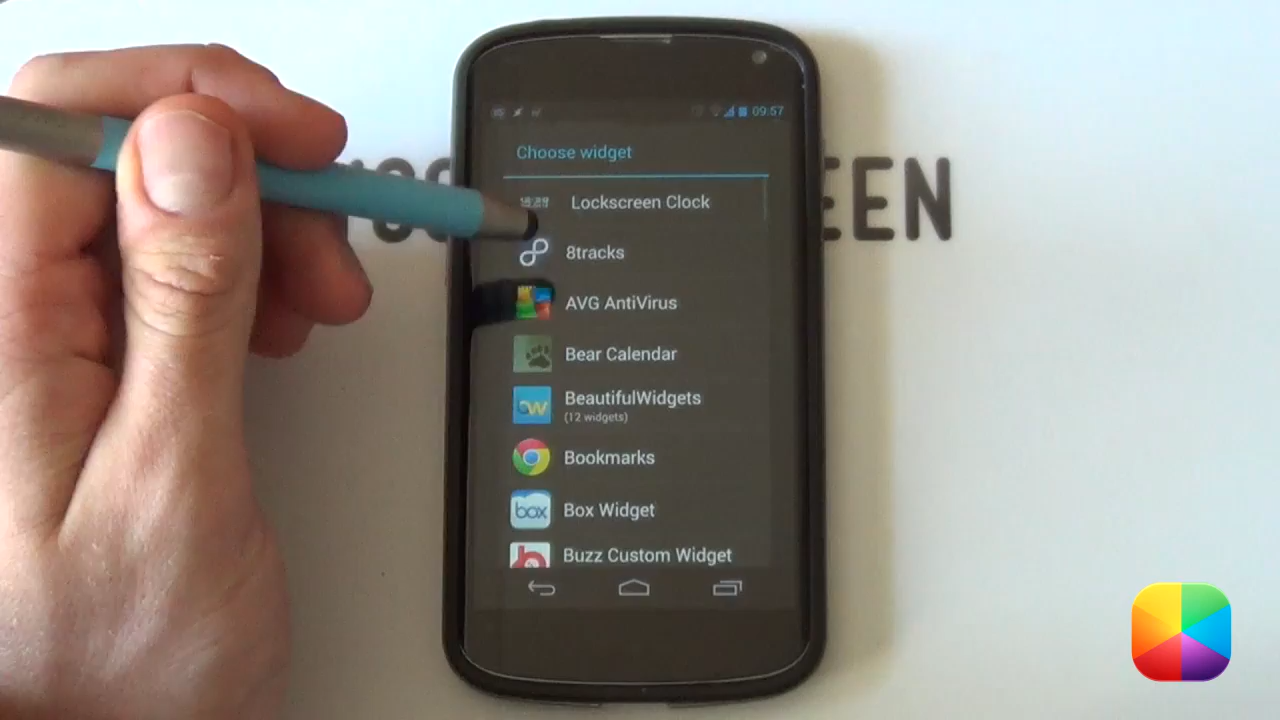 09:57
Choose widget
Lockscreen Clock
8tracks
AVG AntiVirus
Bear Calendar
BeautifulWidgets
(12 widgets)
Bookmarks
box
Box Widget
Buzz Custom Widget
EEN